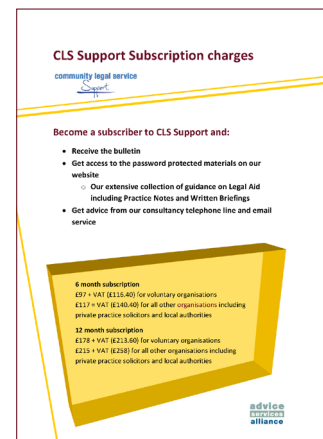 CLS Support Subscription charges
community legal service
Support
Become a subscriber to CLS Support and:
• Receive the bulletin
• Get access to the password protected materials on our
website
○ Our extensive collection of guidance on Legal Aid
including Practice Notes and Written Briefings
• Get advice from our consultancy telephone line and email
service
6 month subscription
£97 + VAT (£116.40) for voluntary organisations
£117 + VAT (£140.40) for all other organisations including
private practice solicitors and local authorities
12 month subscription
£178 + VAT (£213.60) for voluntary organisations
£215 + VAT (£258) for all other organisations including
private practice solicitors and local authorities
advice
services
alliance